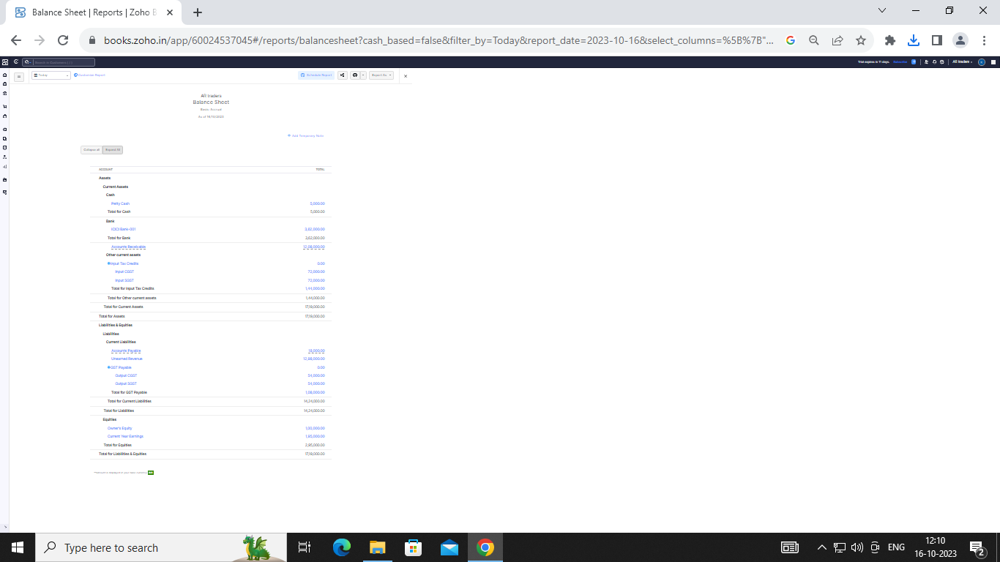 Balance Sheet | Reports | Zoho B
books.zoho.in/app/60024537045#/reports/balancesheet?cash_based=false&filter_by=Today&report_date=2023-10-16&select_columns=%5B%7B"...
Search in Customers ( / )
Trial expires in 11 days. Subscribe AR traders
Today Customize Report Schedule Report Export As
AR traders
Balance Sheet
Basis: Accrual
As of 16/10/2023
Add Temporary Note
Collapse all Expand All
ACCOUNT TOTAL
Assets
Current Assets
Cash
Petty Cash 5,000.00
Total for Cash 5,000.00
Bank
ICICI Bank-001 3,62,000.00
Total for Bank 3,62,000.00
Accounts Receivable 12,08,000.00
Other current assets
Input Tax Credits 0.00
Input CGST 72,000.00
Input SGST 72,000.00
Total for Input Tax Credits 1,44,000.00
Total for Other current assets 1,44,000.00
Total for Current Assets 17,19,000.00
Total for Assets 17,19,000.00
Liabilities & Equities
Liabilities
Current Liabilities
Accounts Payable 18,000.00
Unearned Revenue 12,98,000.00
GST Payable 0.00
Output CGST 54,000.00
Output SGST 54,000.00
Total for GST Payable 1,08,000.00
Total for Current Liabilities 14,24,000.00
Total for Liabilities 14,24,000.00
Equities
Owner's Equity 1,00,000.00
Current Year Earnings 1,95,000.00
Total for Equities 2,95,000.00
Total for Liabilities & Equities 17,19,000.00
**Amount is displayed in your base currency INR
Type here to search
ENG
12:10
16-10-2023
2